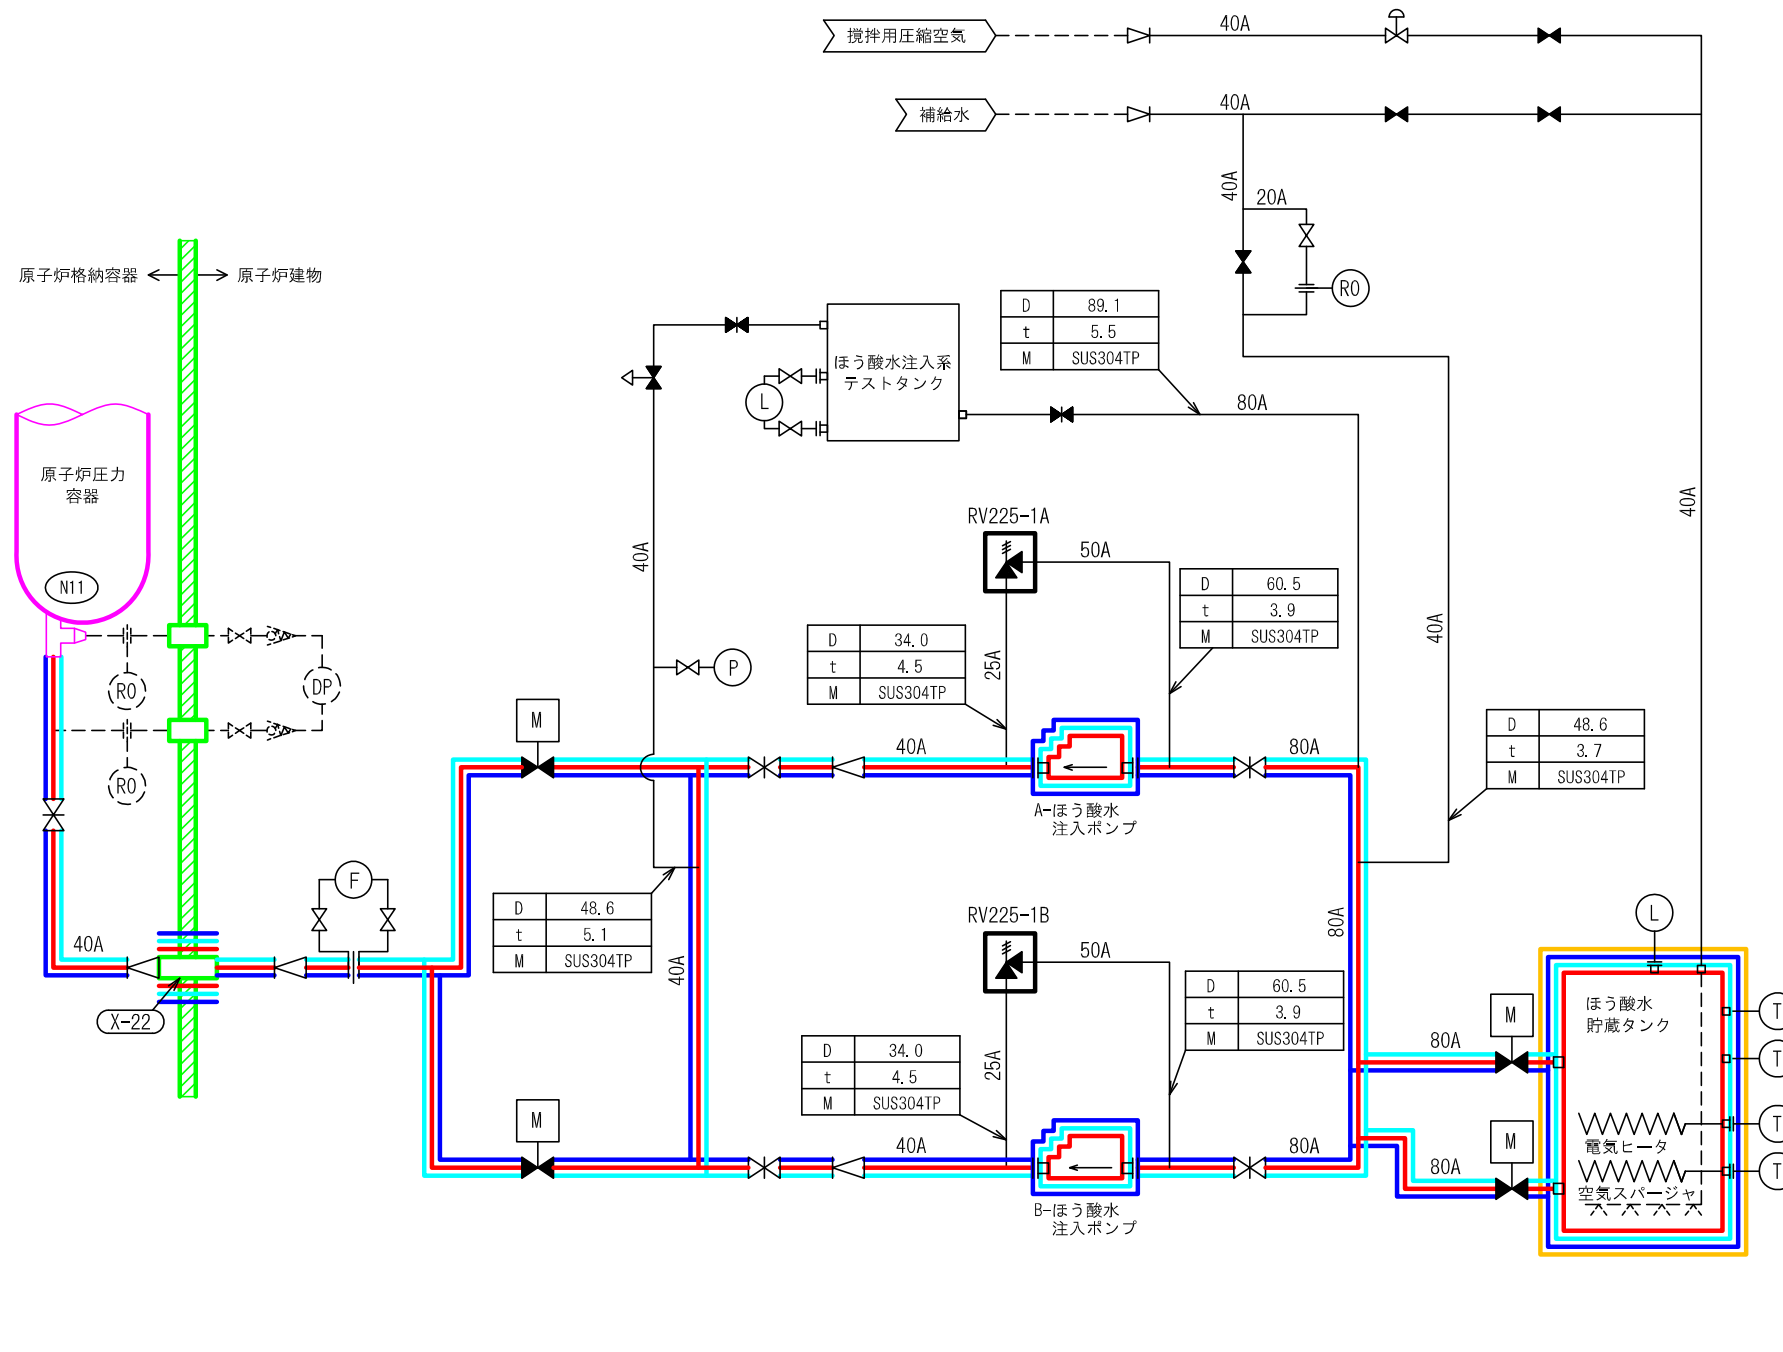 40A
撹拌用圧縮空気
40A
補給水
40A
20A
RO
原子炉格納容器
原子炉建物
D 89.1
t 5.5
M SUS304TP
ほう酸水注入系
テストタンク
L
80A
原子炉圧力
容器
N11
40A
RV225-1A
50A
40A
D 60.5
t 3.9
M SUS304TP
40A
D 34.0
t 4.5
M SUS304TP
25A
P
RO
DP
RO
M
40A
80A
D 48.6
t 3.7
M SUS304TP
A-ほう酸水
注入ポンプ
F
D 48.6
t 5.1
M SUS304TP
40A
RV225-1B
50A
80A
L
40A
X-22
D 60.5
t 3.9
M SUS304TP
D 34.0
t 4.5
M SUS304TP
25A
M
80A
ほう酸水
貯蔵タンク
T
T
M
40A
80A
M
80A
電気ヒータ
T
空気スパージャ
T
B-ほう酸水
注入ポンプ